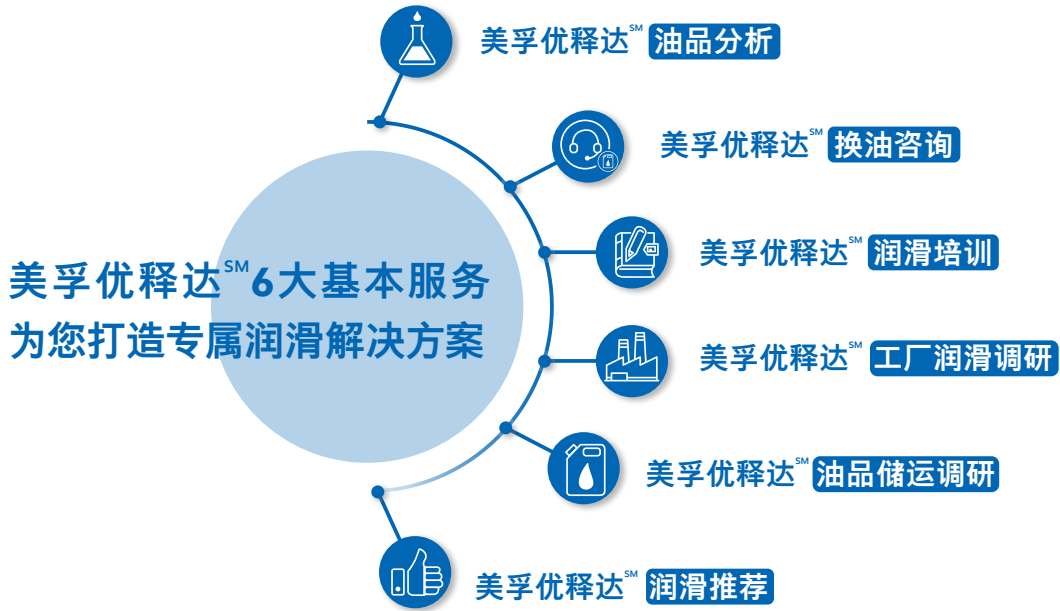 美孚优释达℠ 油品分析
美孚优释达℠ 换油咨询
美孚优释达℠ 润滑培训
美孚优释达℠6大基本服务
为您打造专属润滑解决方案
美孚优释达℠ 工厂润滑调研
美孚优释达℠ 油品储运调研
美孚优释达℠ 润滑推荐